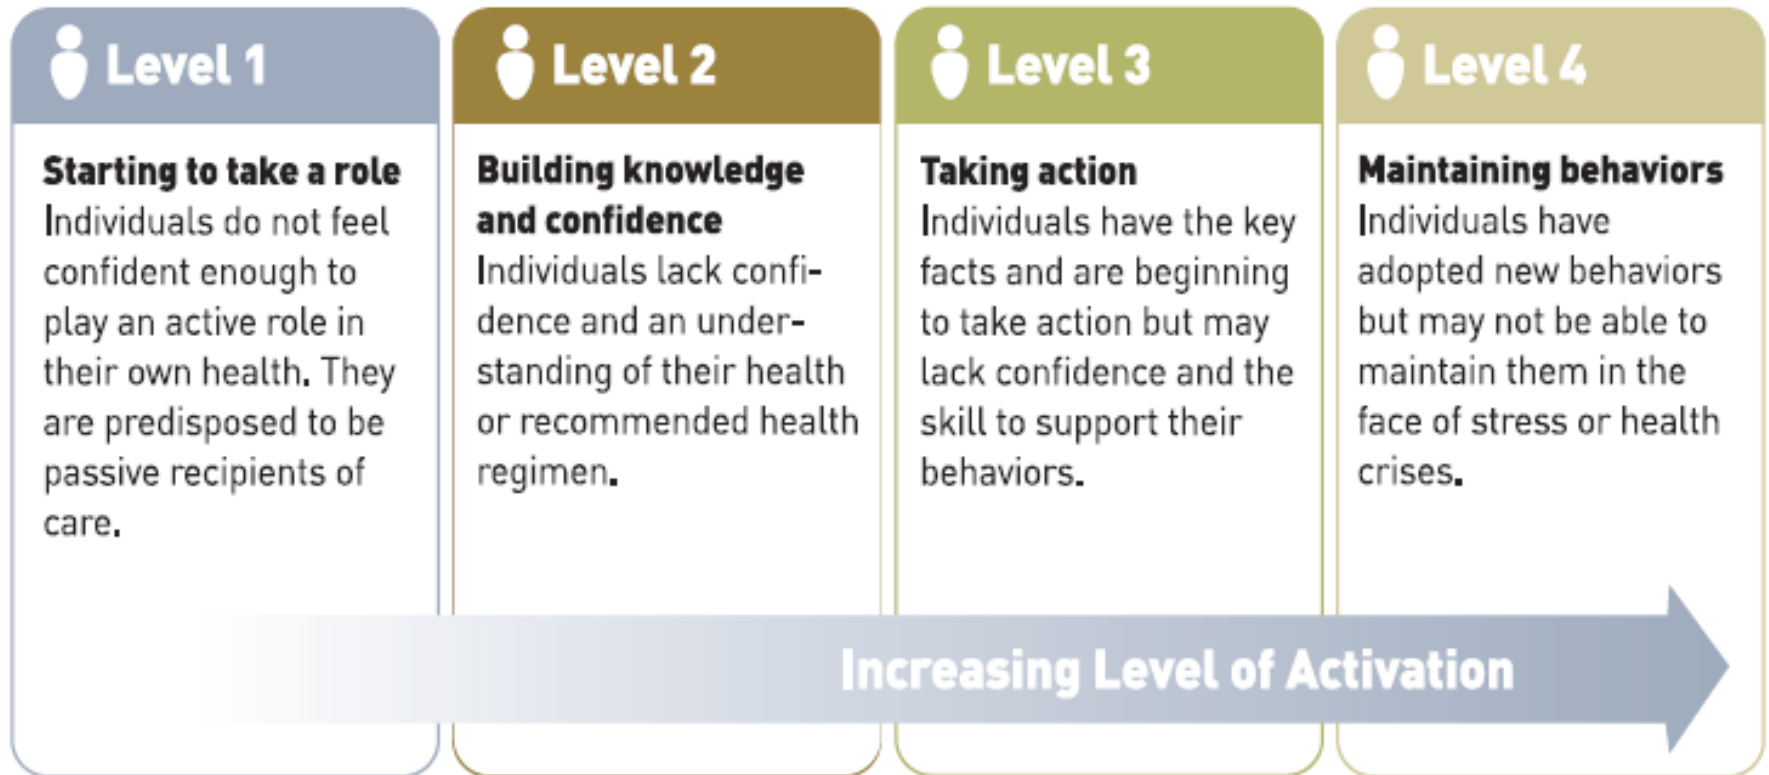 Level 1
Starting to take a role
Individuals do not feel
confident enough to
play an active role in
their own health. They
are predisposed to be
passive recipients of
care.
Level 2
Building knowledge
and confidence
Individuals lack confi-
dence and an under-
standing of their health
or recommended health
regimen.
Level 3
Taking action
Individuals have the key
facts and are beginning
to take action but may
lack confidence and the
skill to support their
behaviors.
Level 4
Maintaining behaviors
Individuals have
adopted new behaviors
but may not be able to
maintain them in the
face of stress or health
crises.
Increasing Level of Activation